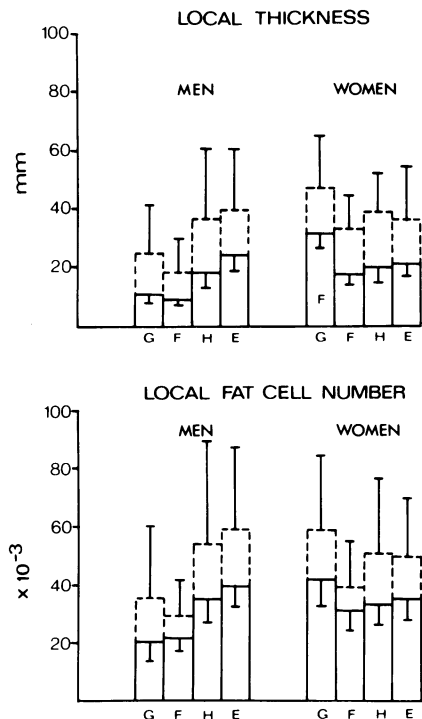 LOCAL THICKNESS
100
MEN
WOMEN
80
60
mm
40
20
F
G F H E
G F H E
LOCAL FAT CELL NUMBER
100
MEN
WOMEN
80
60
x 10-3
40
20
G F H E
G F H E